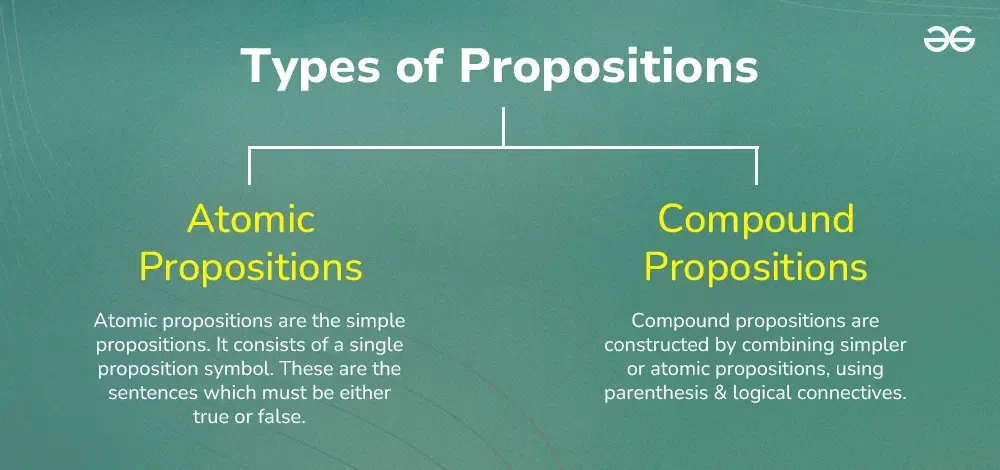 Types of Propositions
Atomic
Propositions
Atomic propositions are the simple
propositions. It consists of a single
proposition symbol. These are the
sentences which must be either
true or false.
Compound
Propositions
Compound propositions are
constructed by combining simpler
or atomic propositions, using
parenthesis & logical connectives.